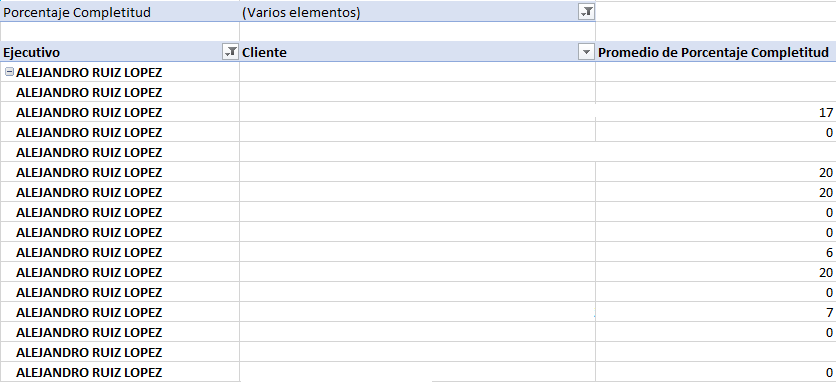 Porcentaje Completitud (Varios elementos)
Ejecutivo Cliente Promedio de Porcentaje Completitud
ALEJANDRO RUIZ LOPEZ
ALEJANDRO RUIZ LOPEZ
ALEJANDRO RUIZ LOPEZ 17
ALEJANDRO RUIZ LOPEZ 0
ALEJANDRO RUIZ LOPEZ
ALEJANDRO RUIZ LOPEZ 20
ALEJANDRO RUIZ LOPEZ 20
ALEJANDRO RUIZ LOPEZ 0
ALEJANDRO RUIZ LOPEZ 0
ALEJANDRO RUIZ LOPEZ 6
ALEJANDRO RUIZ LOPEZ 20
ALEJANDRO RUIZ LOPEZ 0
ALEJANDRO RUIZ LOPEZ 7
ALEJANDRO RUIZ LOPEZ 0
ALEJANDRO RUIZ LOPEZ
ALEJANDRO RUIZ LOPEZ 0